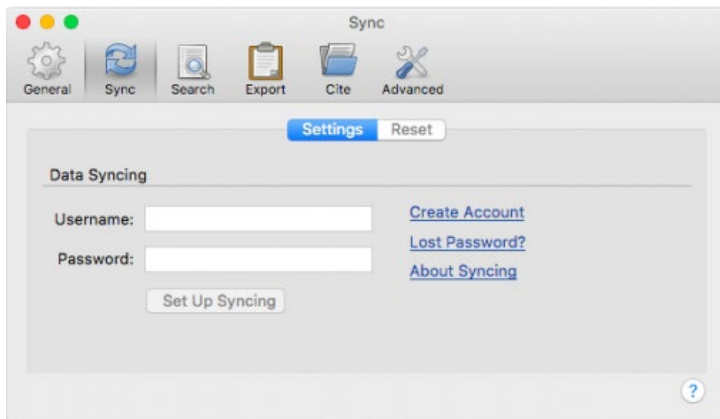 Sync
General Sync Search Export Cite Advanced
Settings Reset
Data Syncing
Username:
Create Account
Lost Password?
Password:
About Syncing
Set Up Syncing
?